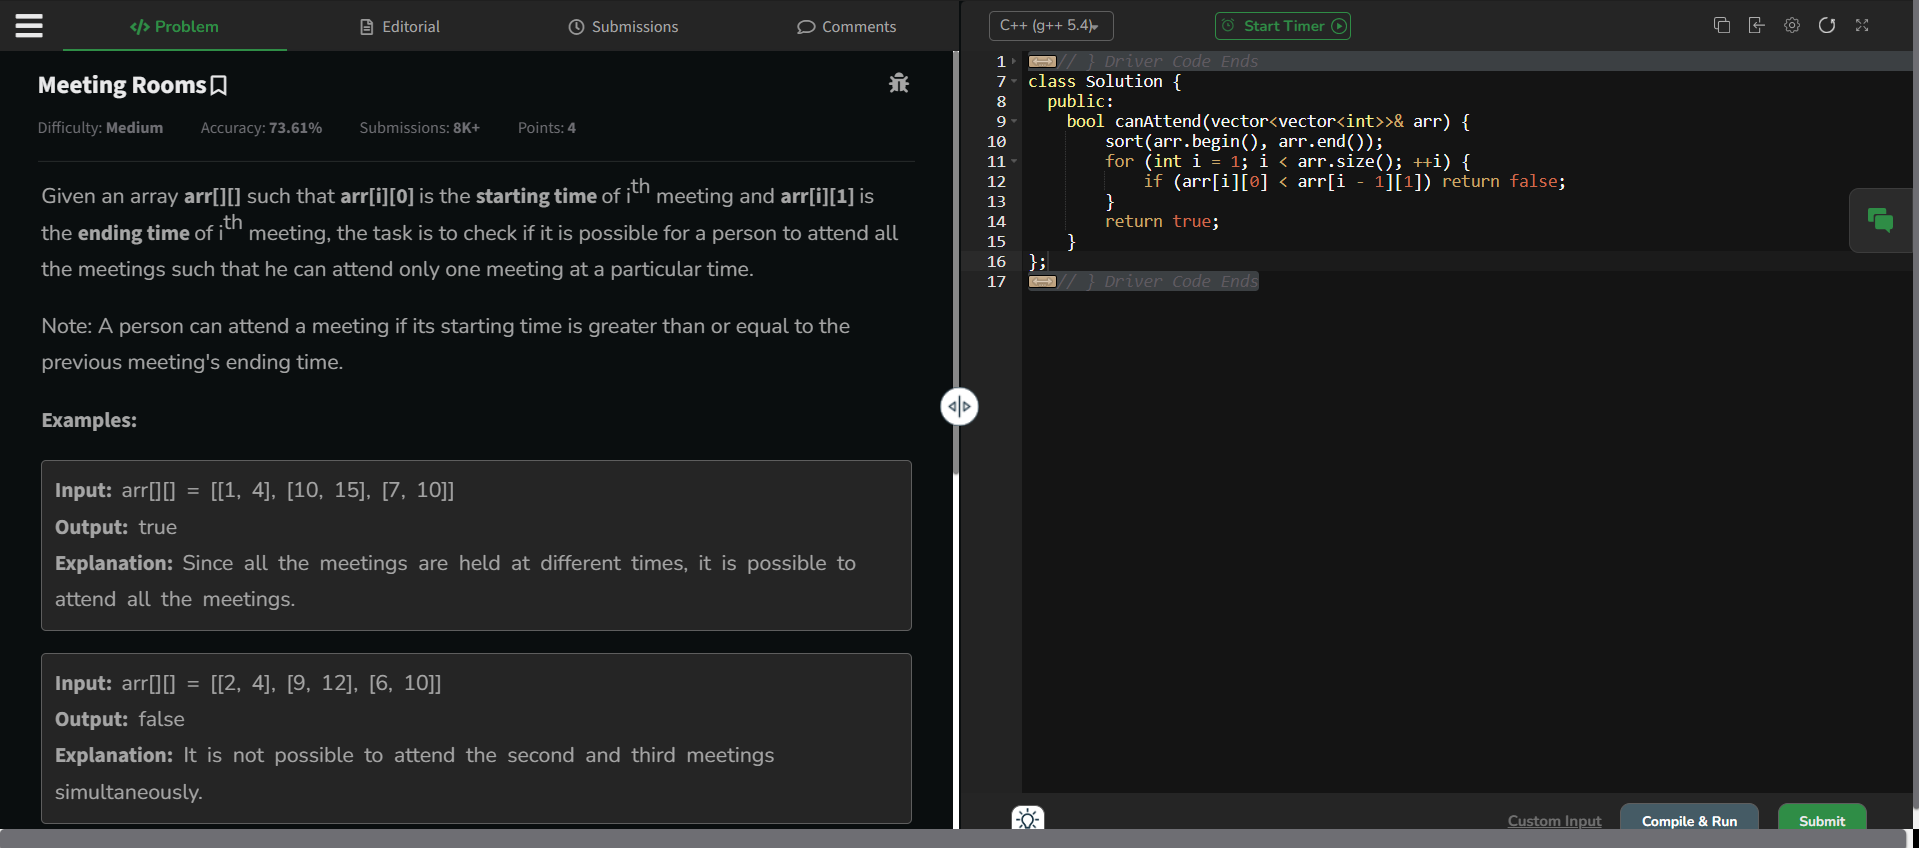 </> Problem
Editorial
Submissions
Comments
Meeting Rooms
Difficulty: Medium Accuracy: 73.61% Submissions: 8K+ Points: 4
Given an array arr[][] such that arr[i][0] is the starting time of ith meeting and arr[i][1] is
the ending time of ith meeting, the task is to check if it is possible for a person to attend all
the meetings such that he can attend only one meeting at a particular time.
Note: A person can attend a meeting if its starting time is greater than or equal to the
previous meeting's ending time.
Examples:
Input: arr[][] = [[1, 4], [10, 15], [7, 10]]
Output: true
Explanation: Since all the meetings are held at different times, it is possible to
attend all the meetings.
Input: arr[][] = [[2, 4], [9, 12], [6, 10]]
Output: false
Explanation: It is not possible to attend the second and third meetings
simultaneously.
C++ (g++ 5.4)
Start Timer
1 // } Driver Code Ends
7 class Solution {
8 public:
9 bool canAttend(vector<vector<int>>& arr) {
10 sort(arr.begin(), arr.end());
11 for (int i = 1; i < arr.size(); ++i) {
12 if (arr[i][0] < arr[i - 1][1]) return false;
13 }
14 return true;
15 }
16 };
17 // } Driver Code Ends
Custom Input
Compile & Run
Submit